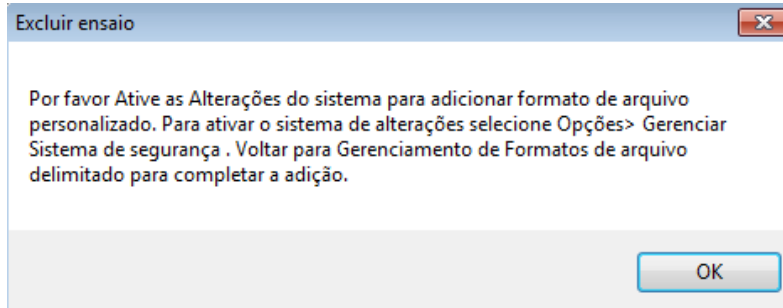 Excluir ensaio
Por favor Ative as Alterações do sistema para adicionar formato de arquivo
personalizado. Para ativar o sistema de alterações selecione Opções> Gerenciar
Sistema de segurança . Voltar para Gerenciamento de Formatos de arquivo
delimitado para completar a adição.
OK